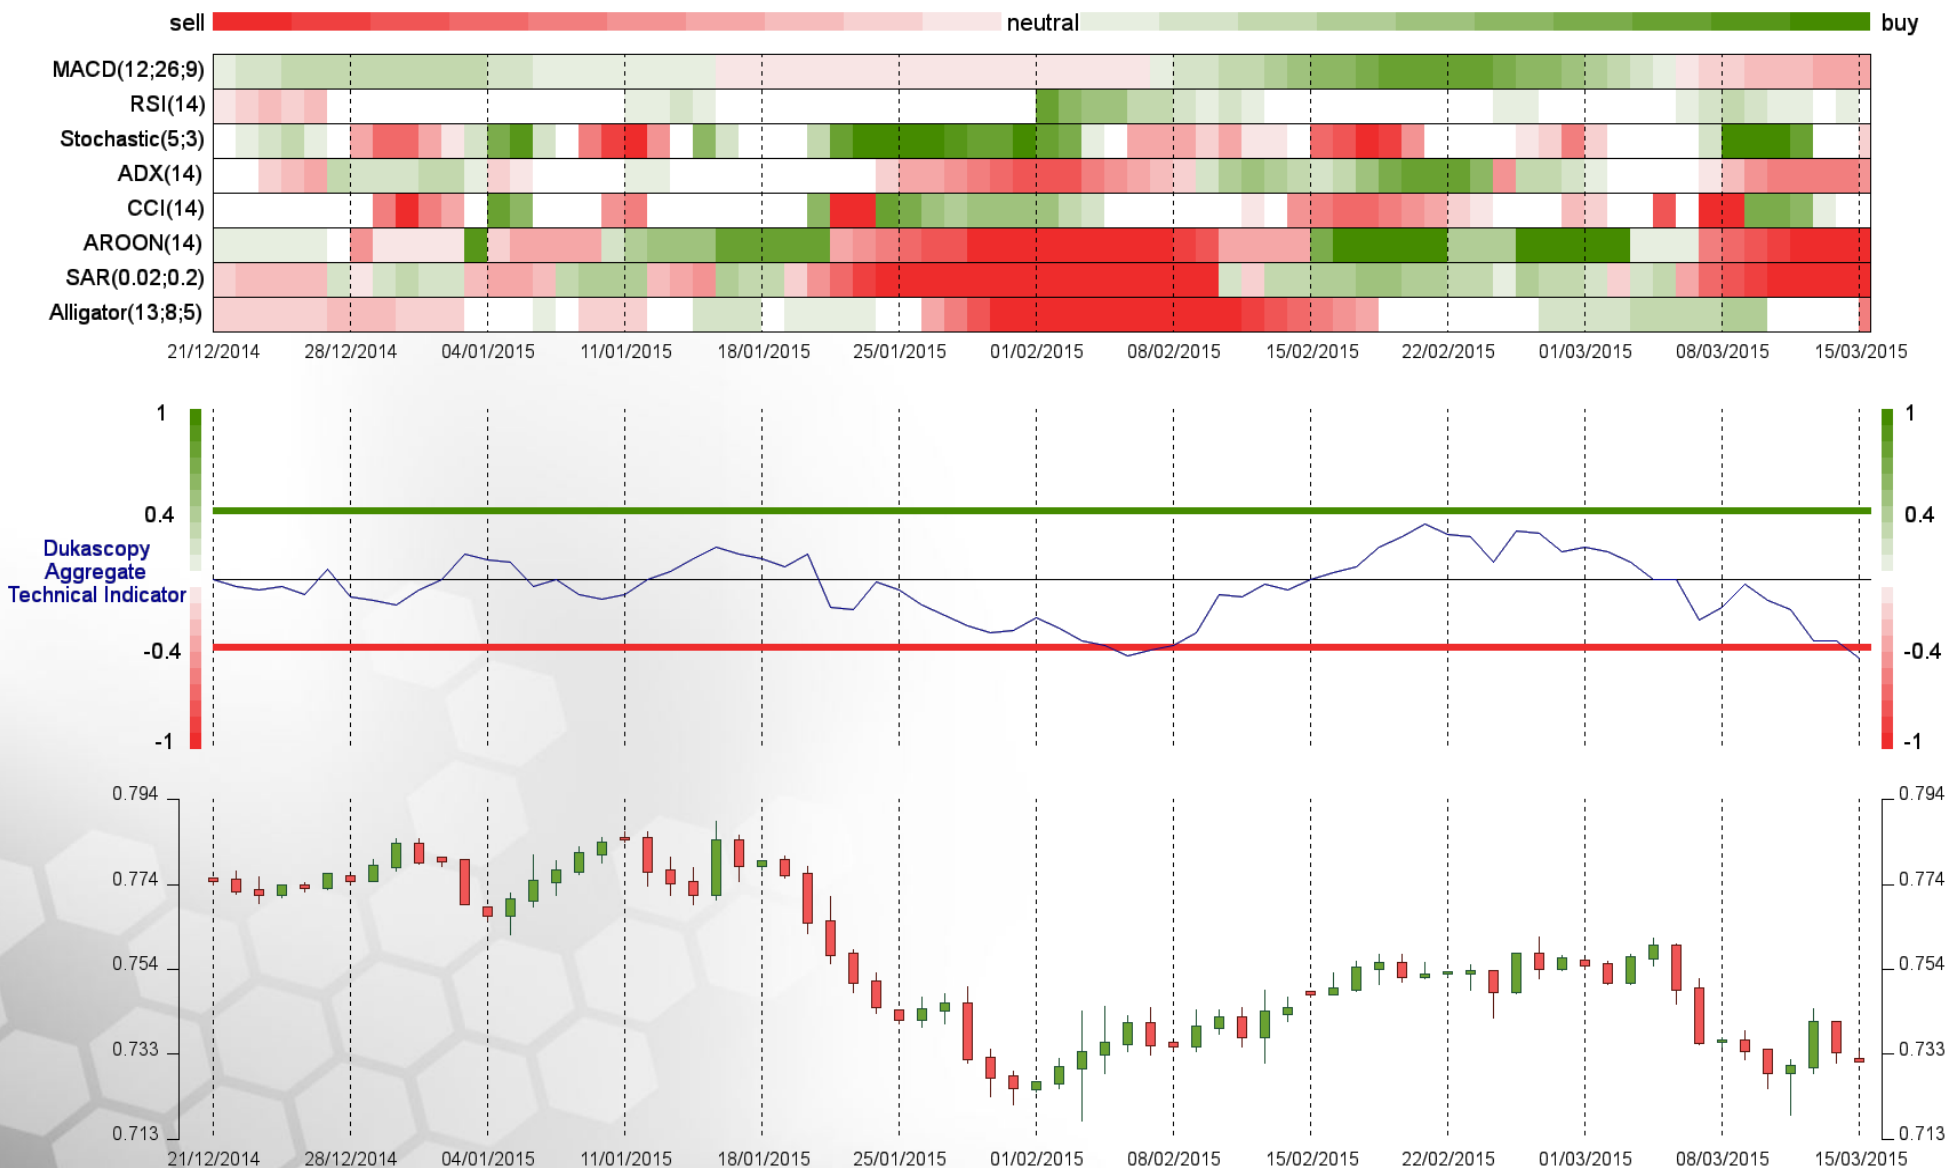 sell neutral buy
MACD(12;26;9)
RSI(14)
Stochastic(5;3)
ADX(14)
CCI(14)
AROON(14)
SAR(0.02;0.2)
Alligator(13;8;5)
21/12/2014 28/12/2014 04/01/2015 11/01/2015 18/01/2015 25/01/2015 01/02/2015 08/02/2015 15/02/2015 22/02/2015 01/03/2015 08/03/2015 15/03/2015
1 1
0.4 0.4
Dukascopy
Aggregate
Technical Indicator
-0.4 -0.4
-1 -1
0.794 0.794
0.774 0.774
0.754 0.754
0.733 0.733
0.713 0.713
21/12/2014 28/12/2014 04/01/2015 11/01/2015 18/01/2015 25/01/2015 01/02/2015 08/02/2015 15/02/2015 22/02/2015 01/03/2015 08/03/2015 15/03/2015